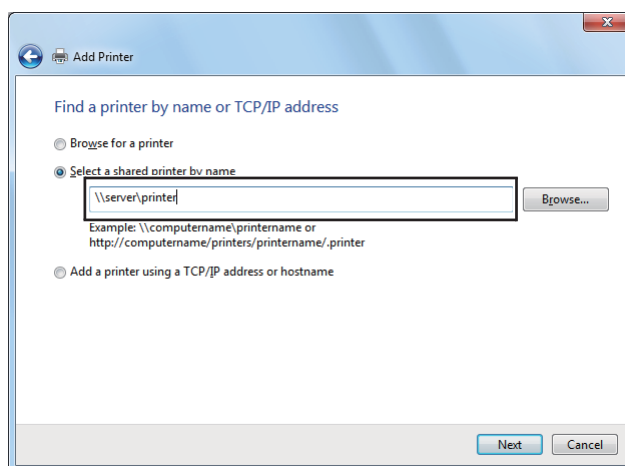 Add Printer
Find a printer by name or TCP/IP address
Browse for a printer
Select a shared printer by name
\\server\printer
Browse...
Example: \\computername\printername or
http://computername/printers/printername/.printer
Add a printer using a TCP/IP address or hostname
Next
Cancel